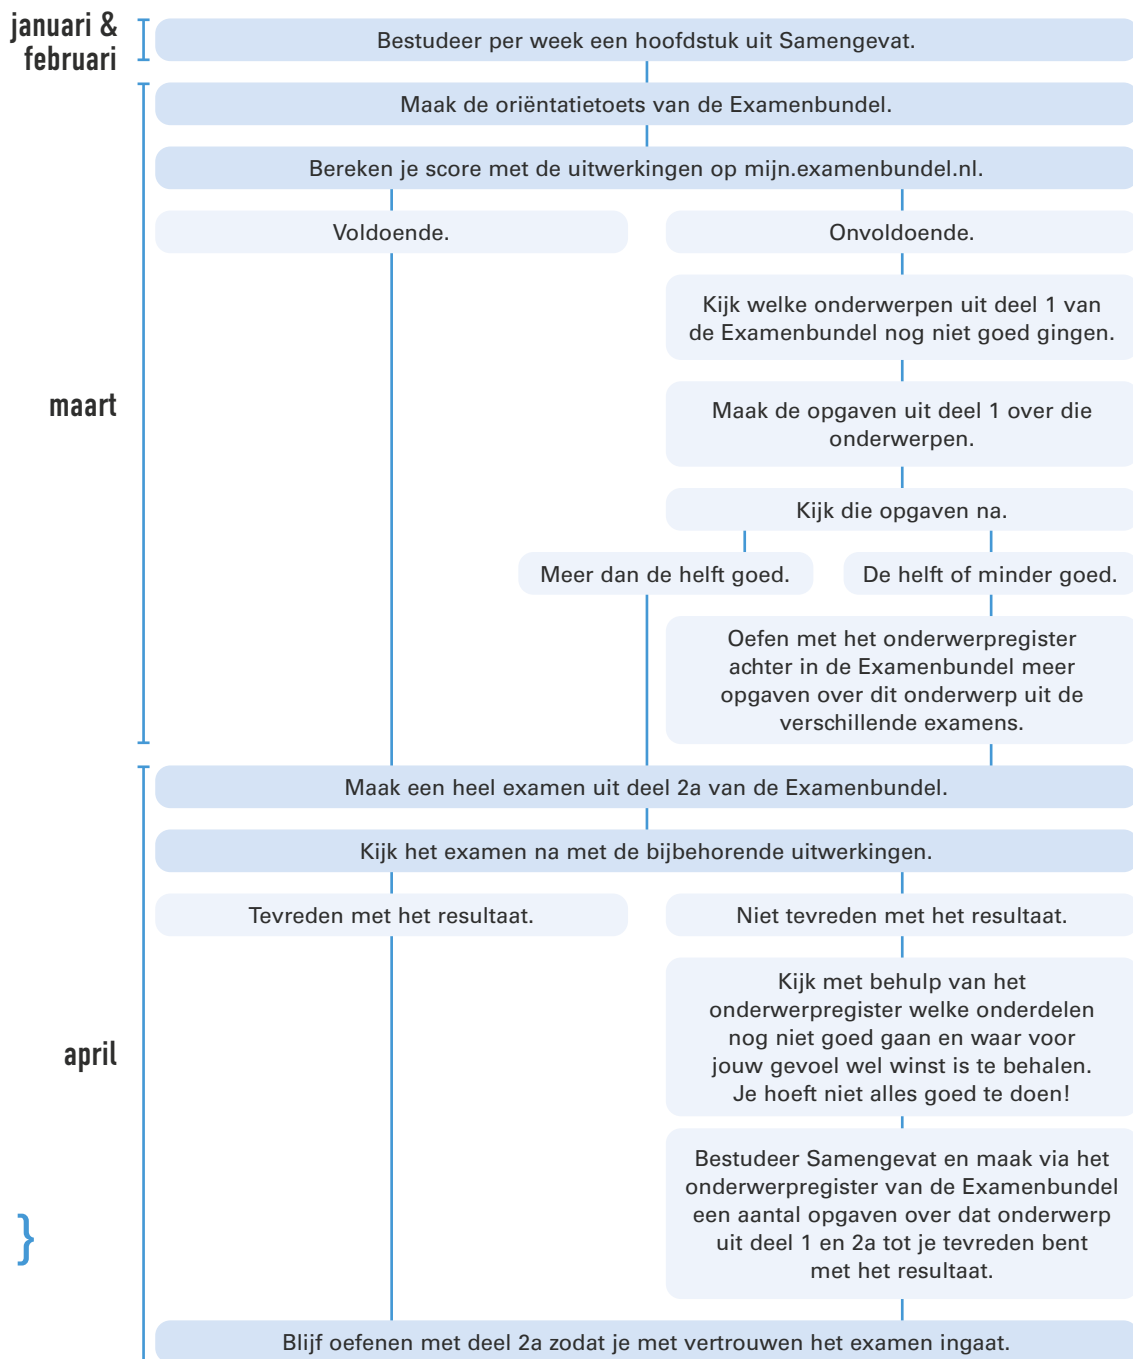 januari &
februari
Bestudeer per week een hoofdstuk uit Samengevat.
maart
Maak de oriëntatietoets van de Examenbundel.
Bereken je score met de uitwerkingen op mijn.examenbundel.nl.
Voldoende.
Onvoldoende.
Kijk welke onderwerpen uit deel 1 van
de Examenbundel nog niet goed gingen.
Maak de opgaven uit deel 1 over die
onderwerpen.
Kijk die opgaven na.
Meer dan de helft goed.
De helft of minder goed.
Oefen met het onderwerpregister
achter in de Examenbundel meer
opgaven over dit onderwerp uit de
verschillende examens.
april
Maak een heel examen uit deel 2a van de Examenbundel.
Kijk het examen na met de bijbehorende uitwerkingen.
Tevreden met het resultaat.
Niet tevreden met het resultaat.
Kijk met behulp van het
onderwerpregister welke onderdelen
nog niet goed gaan en waar voor
jouw gevoel wel winst is te behalen.
Je hoeft niet alles goed te doen!
Bestudeer Samengevat en maak via het
onderwerpregister van de Examenbundel
een aantal opgaven over dat onderwerp
uit deel 1 en 2a tot je tevreden bent
met het resultaat.
}
Blijf oefenen met deel 2a zodat je met vertrouwen het examen ingaat.